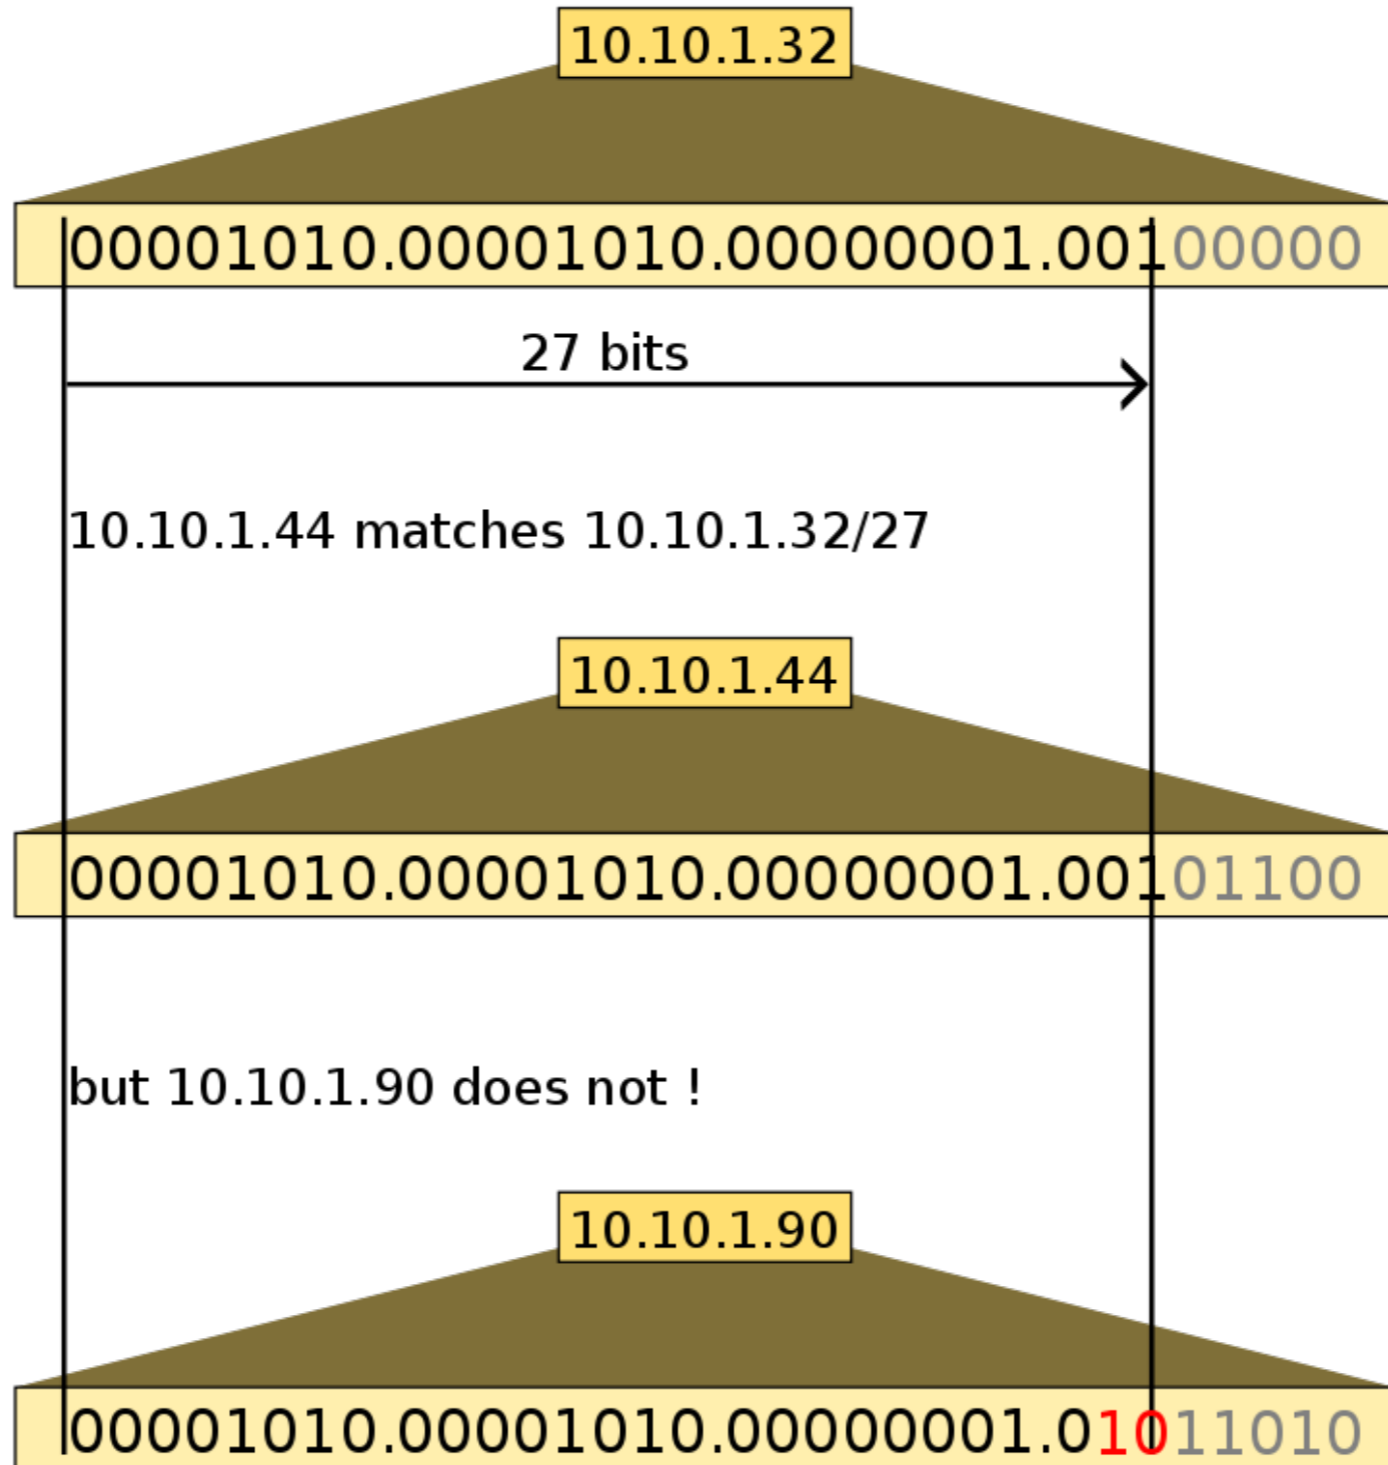 10.10.1.32
00001010.00001010.00000001.00100000
27 bits
10.10.1.44 matches 10.10.1.32/27
10.10.1.44
00001010.00001010.00000001.00101100
but 10.10.1.90 does not !
10.10.1.90
00001010.00001010.00000001.01011010